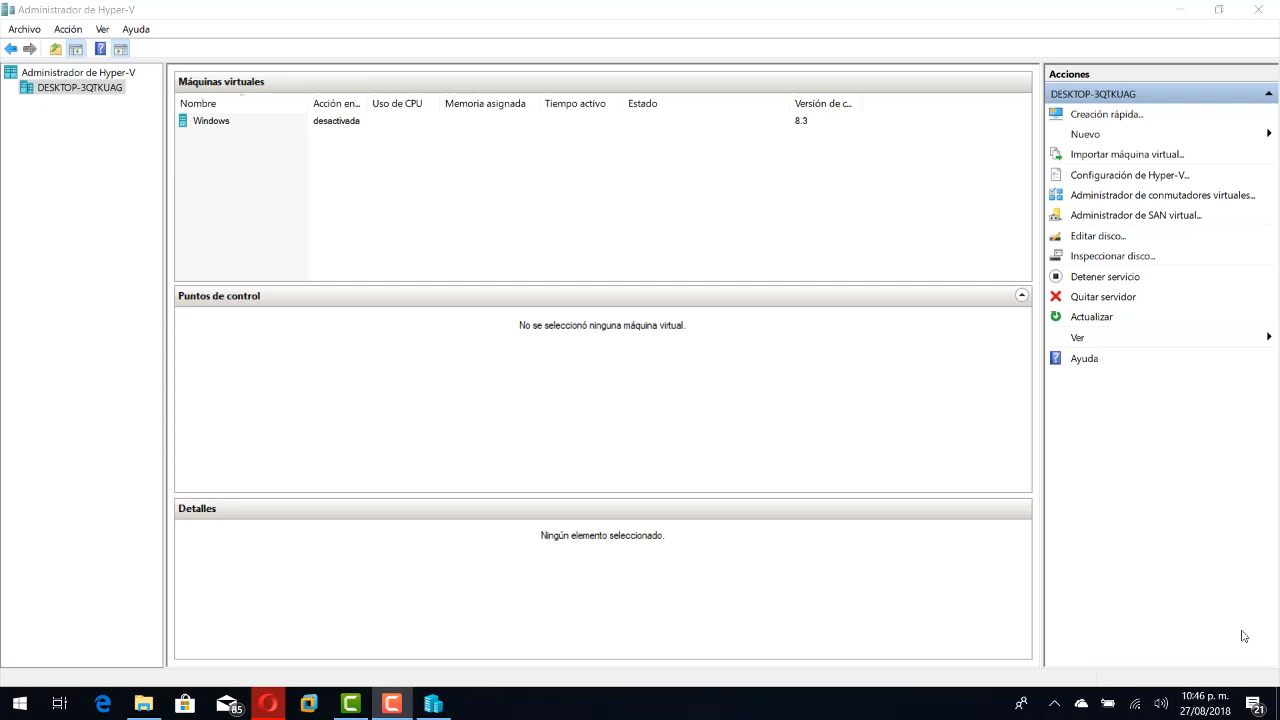 Administrador de Hyper-V
Archivo Acción Ver Ayuda
Administrador de Hyper-V
DESKTOP-3QTKUAG
Máquinas virtuales
Nombre Acción en... Uso de CPU Memoria asignada Tiempo activo Estado Versión de c...
Windows desactivada 8.3
Puntos de control
No se seleccionó ninguna máquina virtual.
Detalles
Ningún elemento seleccionado.
Acciones
DESKTOP-3QTKUAG
Creación rápida...
Nuevo
Importar máquina virtual...
Configuración de Hyper-V...
Administrador de conmutadores virtuales...
Administrador de SAN virtual...
Editar disco...
Inspeccionar disco...
Detener servicio
Quitar servidor
Actualizar
Ver
Ayuda
85
10:46 p. m.
27/08/2018
21